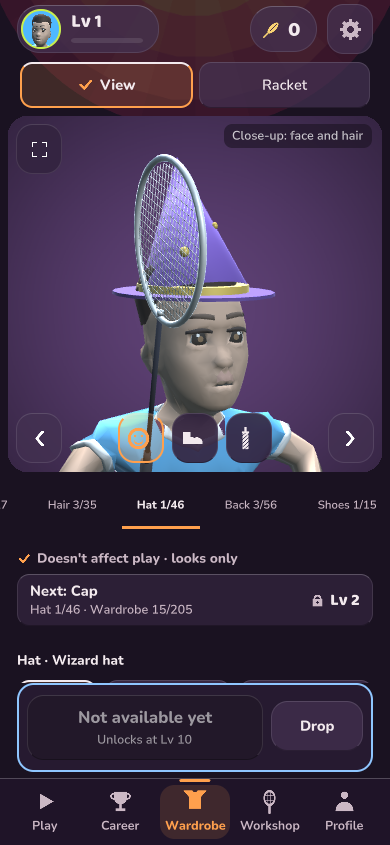 Lv 1
0
View
Racket
Close-up: face and hair
7
Hair 3/35
Hat 1/46
Back 3/56
Shoes 1/15
Doesn't affect play · looks only
Next: Cap
Hat 1/46 · Wardrobe 15/205
Lv 2
Hat · Wizard hat
Not available yet
Unlocks at Lv 10
Drop
Play
Career
Wardrobe
Workshop
Profile